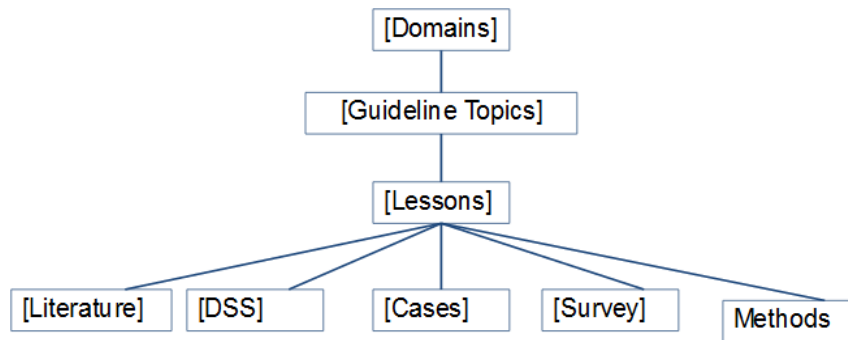 [Domains]
[Guideline Topics]
[Lessons]
[Literature]
[DSS]
[Cases]
[Survey]
Methods